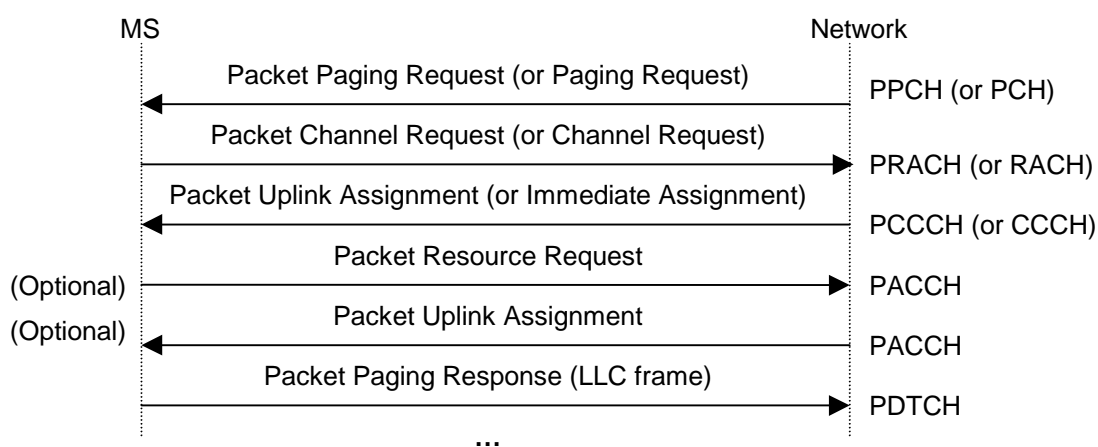 MS Network
Packet Paging Request (or Paging Request)
PPCH (or PCH)
Packet Channel Request (or Channel Request)
PRACH (or RACH)
Packet Uplink Assignment (or Immediate Assignment)
PCCCH (or CCCH)
Packet Resource Request
(Optional) PACCH
Packet Uplink Assignment
(Optional) PACCH
Packet Paging Response (LLC frame)
PDTCH
...